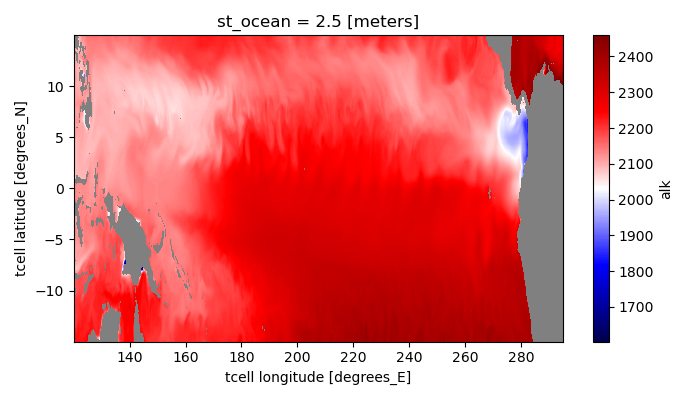 st_ocean = 2.5 [meters]
10
5
0
−5
−10
tcell latitude [degrees_N]
140 160 180 200 220 240 260 280
tcell longitude [degrees_E]
2400
2300
2200
2100
2000
1900
1800
1700
alk